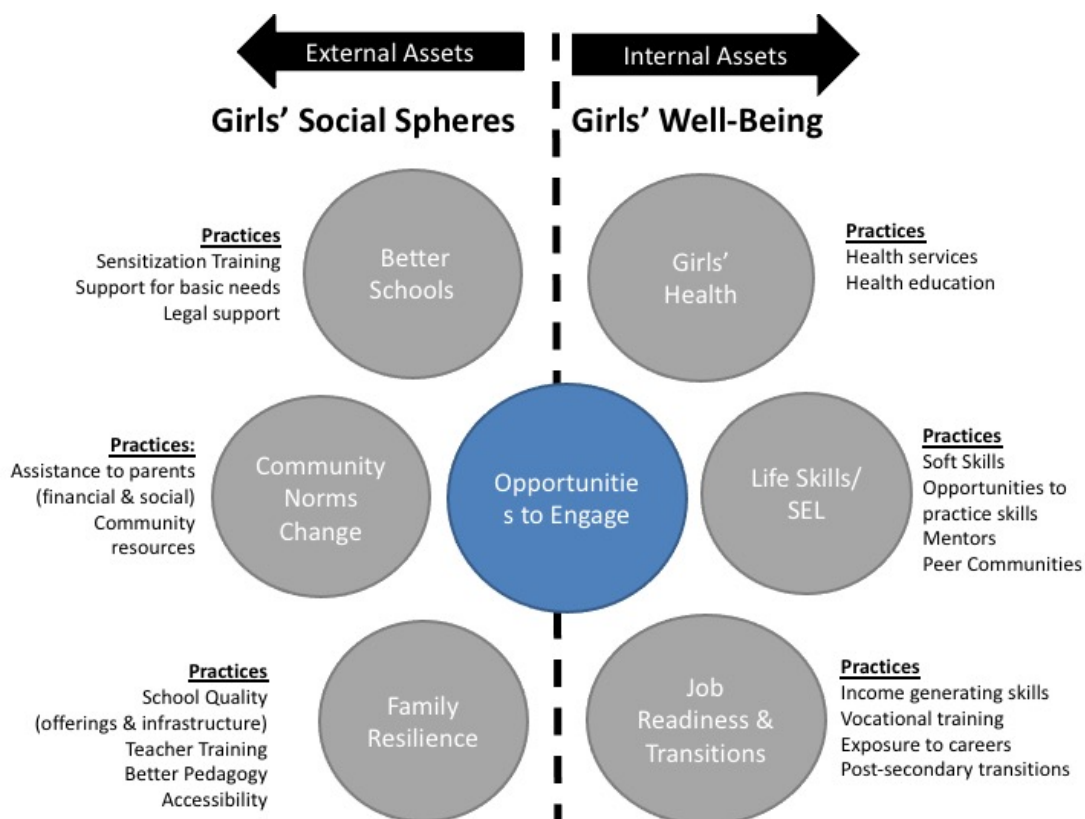 External Assets
Internal Assets
Girls' Social Spheres
Girls' Well-Being
Practices
Sensitization Training
Support for basic needs
Legal support
Better
Schools
Girls'
Health
Practices
Health services
Health education
Practices:
Assistance to parents
(financial & social)
Community
resources
Community
Norms
Change
Opportunitie
s to Engage
Life Skills/
SEL
Practices
Soft Skills
Opportunities to
practice skills
Mentors
Peer Communities
Practices
School Quality
(offerings & infrastructure)
Teacher Training
Better Pedagogy
Accessibility
Family
Resilience
Job
Readiness &
Transitions
Practices
Income generating skills
Vocational training
Exposure to careers
Post-secondary transitions